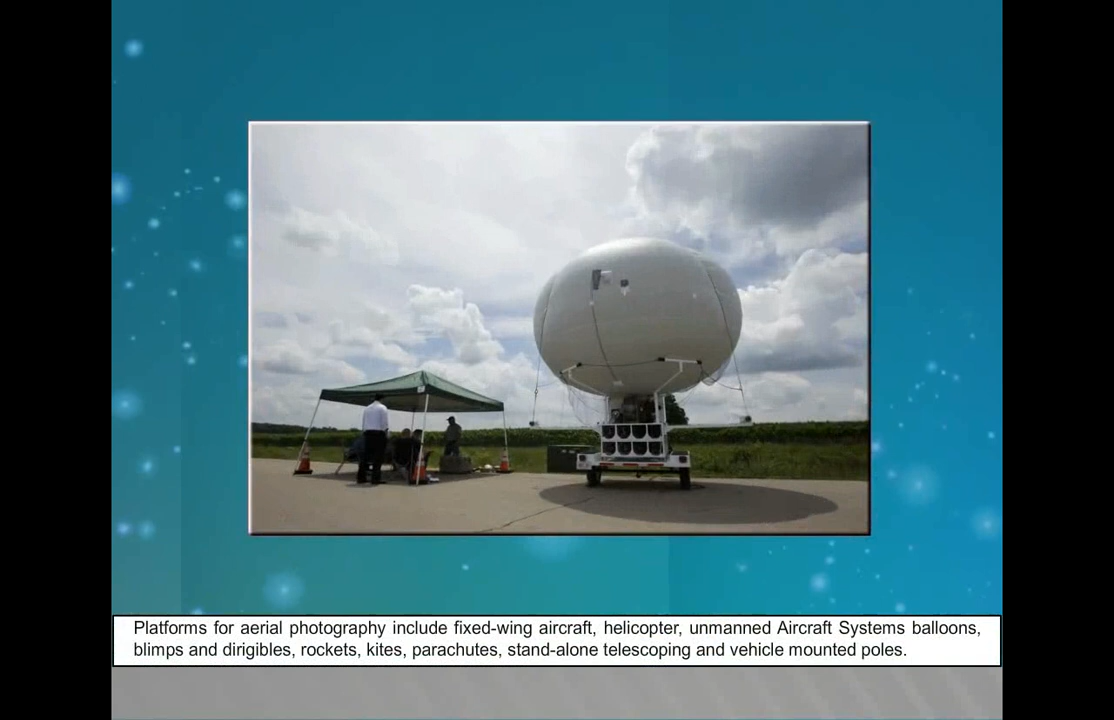 Platforms for aerial photography include fixed-wing aircraft, helicopter, unmanned Aircraft Systems balloons,
blimps and dirigibles, rockets, kites, parachutes, stand-alone telescoping and vehicle mounted poles.